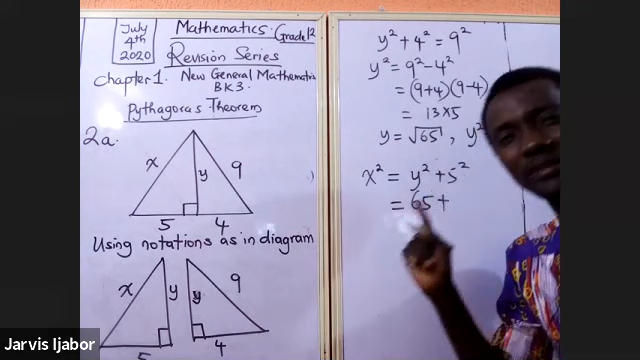 July
4th
2020
Mathematics Grade 12
Revision Series
Chapter 1. New General Mathematics
BK3.
Pythagoras Theorem
2a.
x y 9
5 4
Using notations as in diagram
x y y 9
5 4
y² + 4² = 9²
y² = 9² - 4²
= (9+4)(9-4)
= 13 × 5
y = √65 , y²
x² = y² + 5²
= 65 +
Jarvis Ijabor